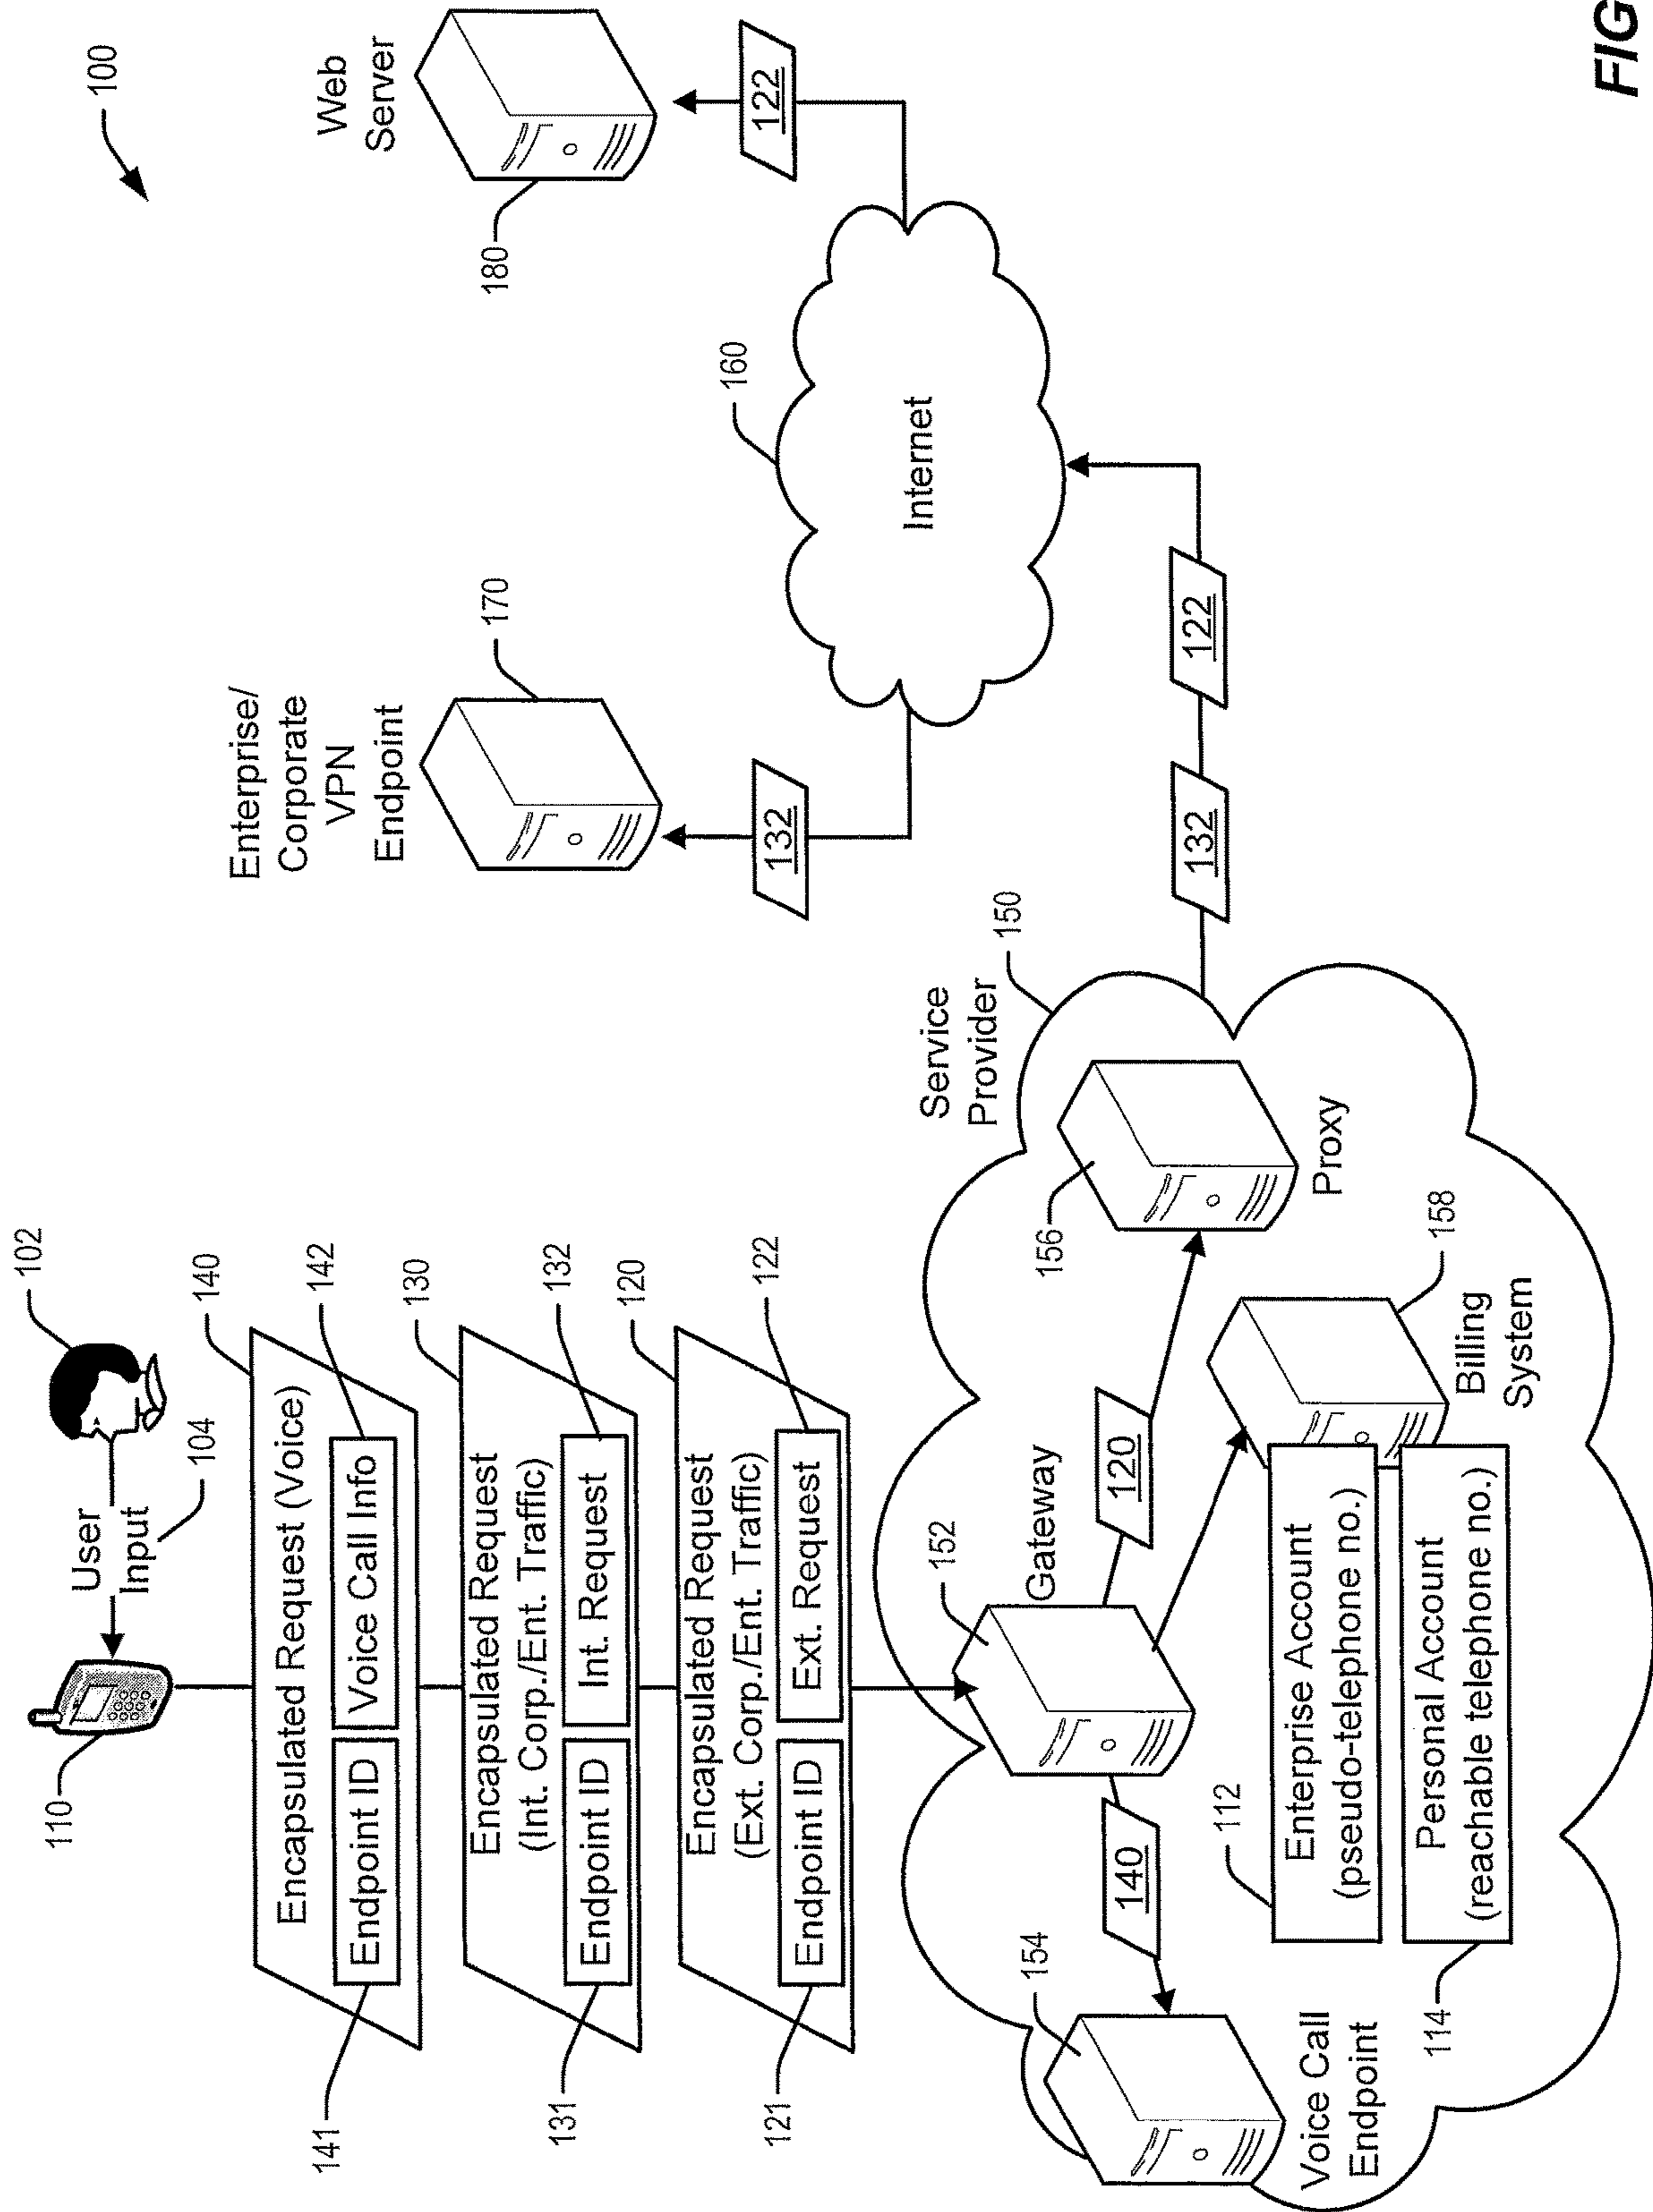 100
102
User
Input
104
110
Encapsulated Request (Voice)
140
Endpoint ID
Voice Call Info
141
142
Encapsulated Request
(Int. Corp./Ent. Traffic)
130
Endpoint ID
Int. Request
131
132
Encapsulated Request
(Ext. Corp./Ent. Traffic)
120
Endpoint ID
Ext. Request
121
122
Enterprise/
Corporate
VPN
Endpoint
170
132
Web
Server
180
122
160
Internet
132
122
Service
Provider
150
152
Gateway
120
156
Proxy
140
154
Voice Call
Endpoint
158
Billing
System
112
Enterprise Account
(pseudo-telephone no.)
Personal Account
(reachable telephone no.)
114
FIG